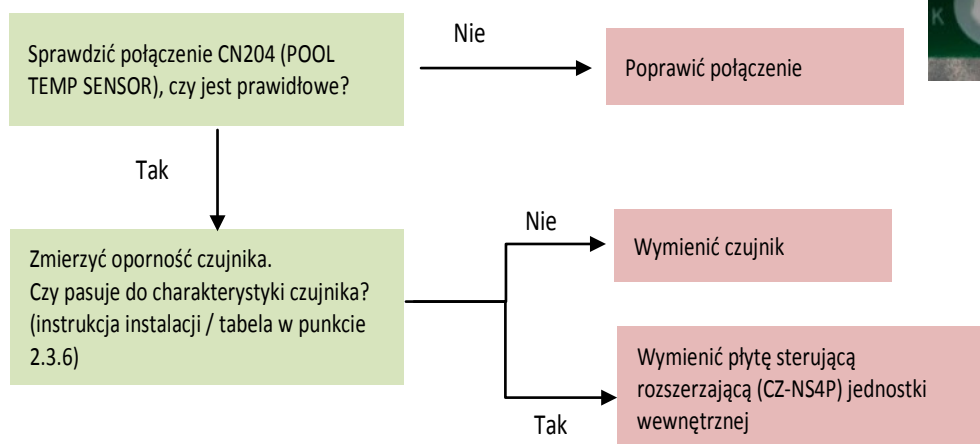 Sprawdzić połączenie CN204 (POOL
TEMP SENSOR), czy jest prawidłowe?
Nie
Poprawić połączenie
K
Tak
Zmierzyć oporność czujnika.
Czy pasuje do charakterystyki czujnika?
(instrukcja instalacji / tabela w punkcie
2.3.6)
Nie
Wymienić czujnik
Tak
Wymienić płytę sterującą
rozszerzającą (CZ-NS4P) jednostki
wewnętrznej